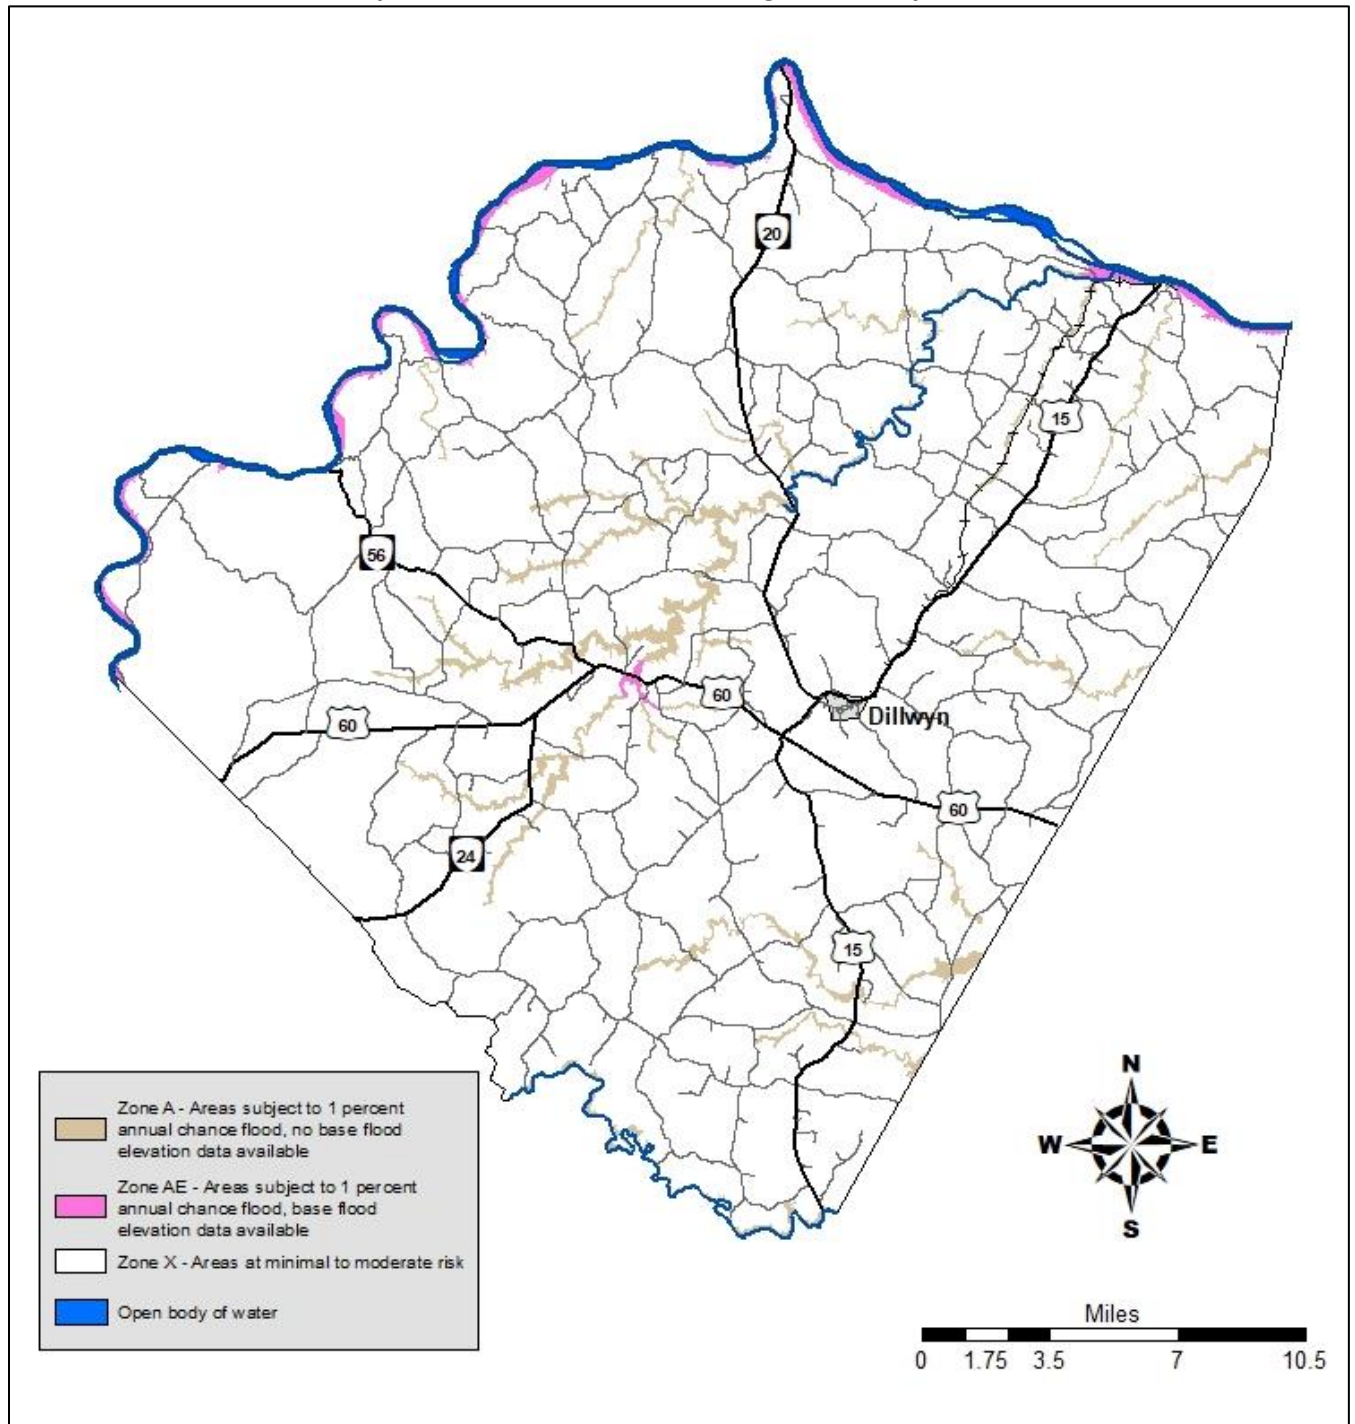 20
15
56
60
60
Dillwyn
60
24
15
Zone A - Areas subject to 1 percent
annual chance flood, no base flood
elevation data available
Zone AE - Areas subject to 1 percent
annual chance flood, base flood
elevation data available
Zone X - Areas at minimal to moderate risk
Open body of water
N
W E
S
Miles
0 1.75 3.5 7 10.5